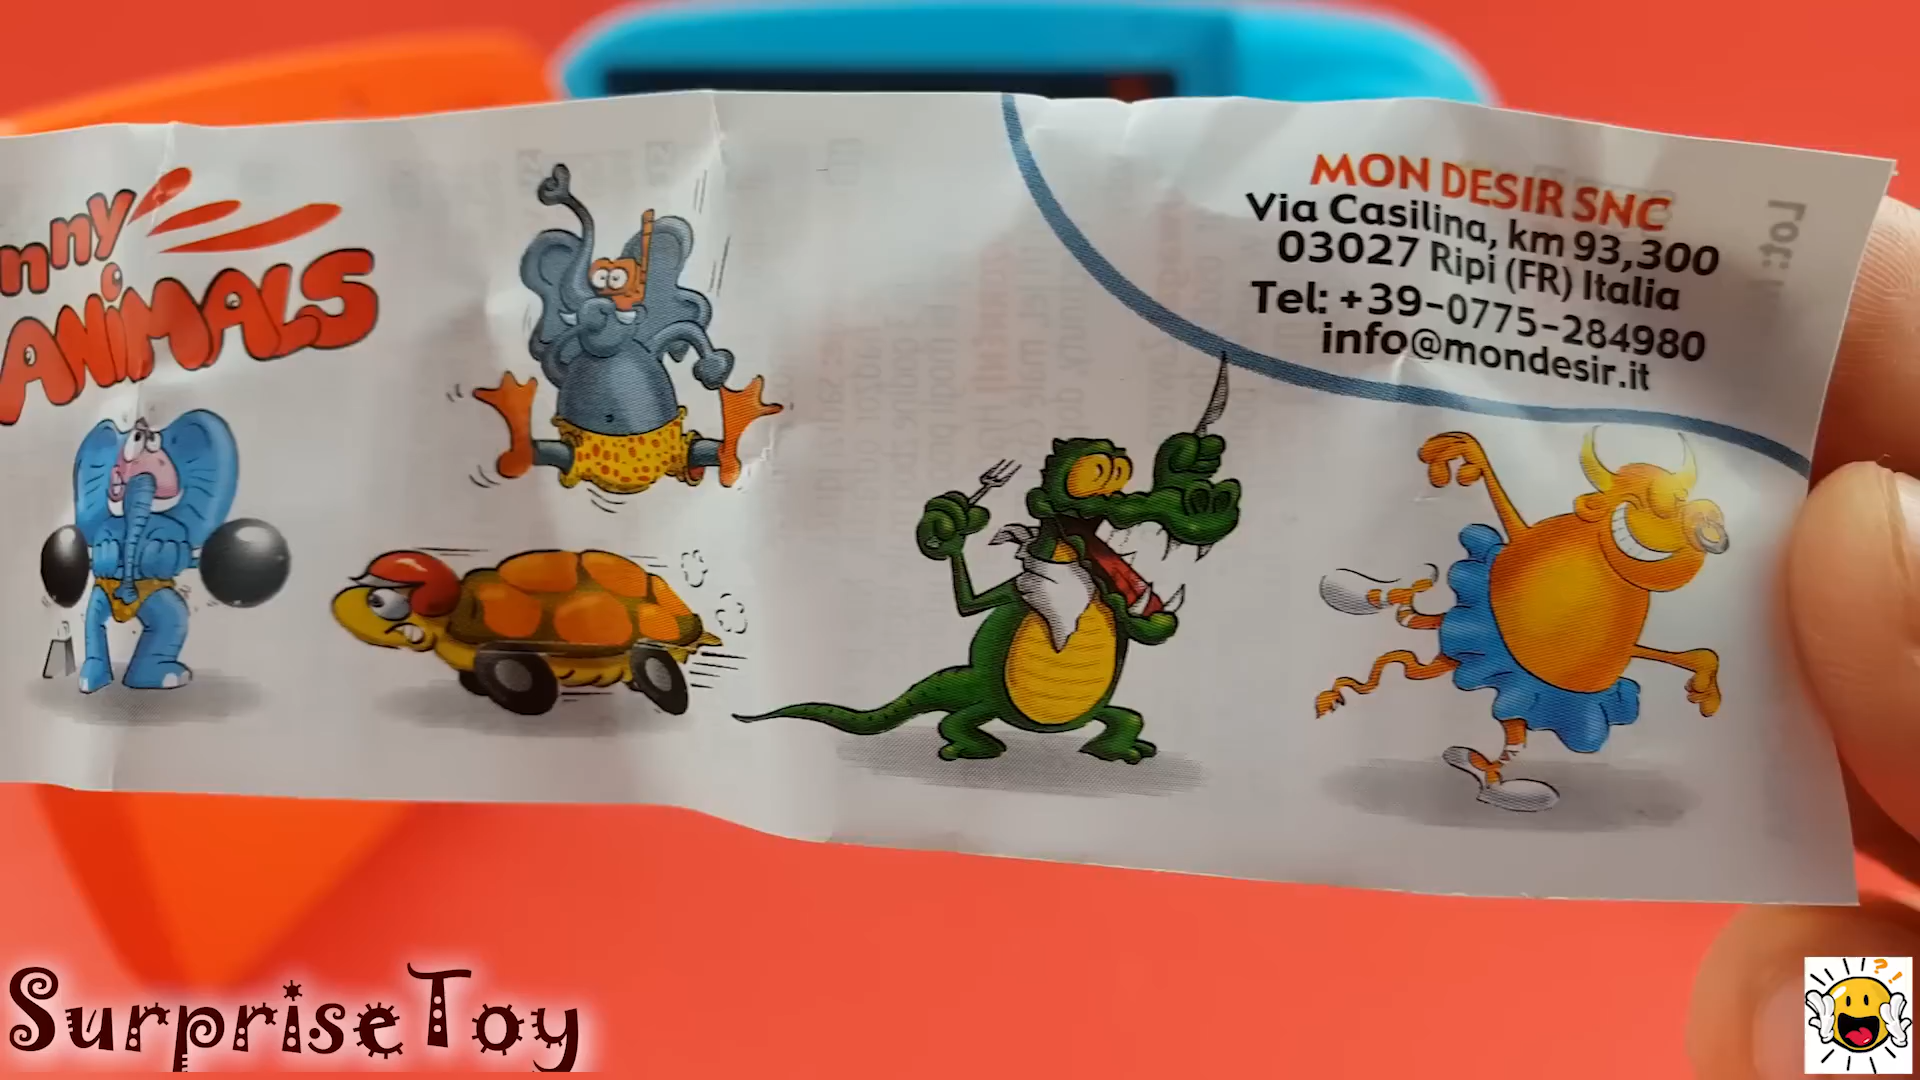 nny
ANiMALS
MON DESIR SNC
Via Casilina, km 93,300
03027 Ripi (FR) Italia
Tel: +39-0775-284980
info@mondesir.it
Lot:
SurpriseToy
?!